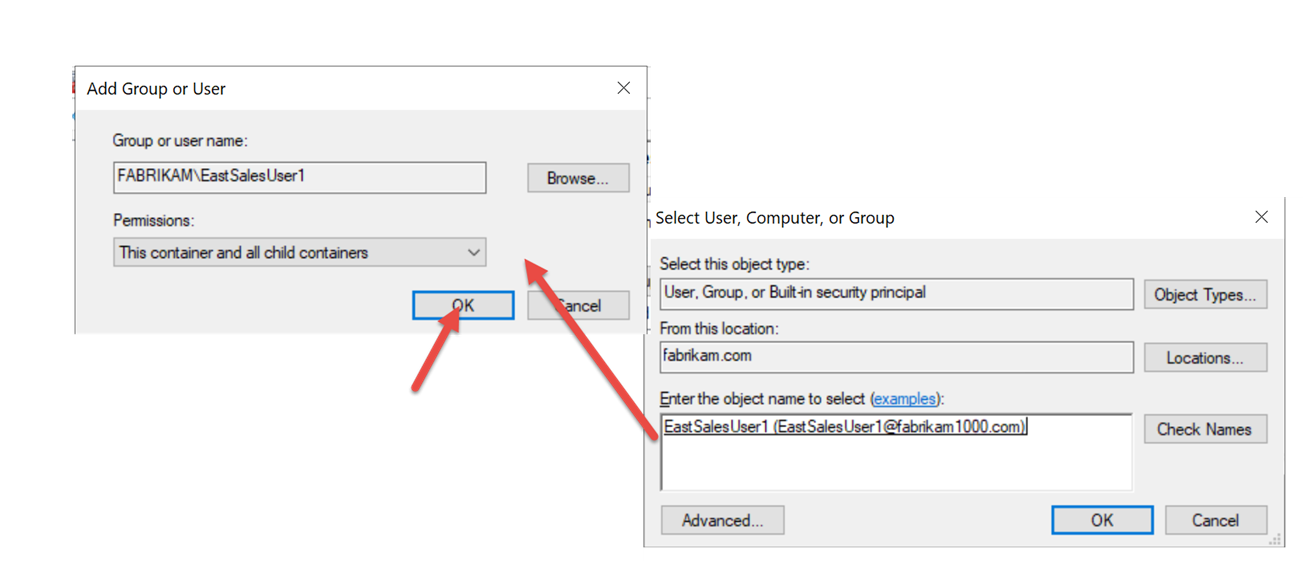 Add Group or User
Group or user name:
FABRIKAM\EastSalesUser1
Browse...
Permissions:
This container and all child containers
OK
Cancel
Select User, Computer, or Group
Select this object type:
User, Group, or Built-in security principal
Object Types...
From this location:
fabrikam.com
Locations...
Enter the object name to select (examples):
EastSalesUser1 (EastSalesUser1@fabrikam1000.com)
Check Names
Advanced...
OK
Cancel